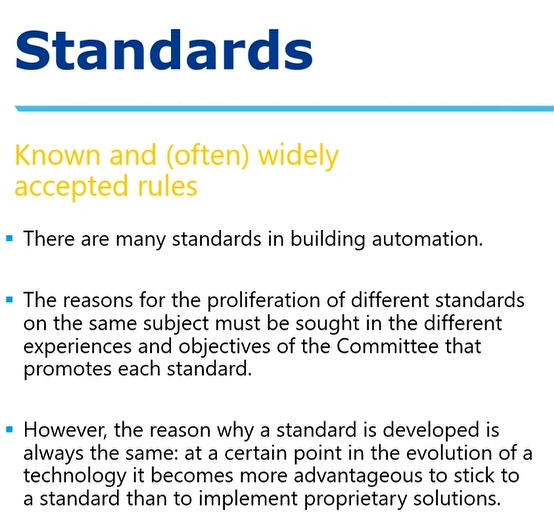 Standards
Known and (often) widely
accepted rules
▪ There are many standards in building automation.
▪ The reasons for the proliferation of different standards
on the same subject must be sought in the different
experiences and objectives of the Committee that
promotes each standard.
▪ However, the reason why a standard is developed is
always the same: at a certain point in the evolution of a
technology it becomes more advantageous to stick to
a standard than to implement proprietary solutions.